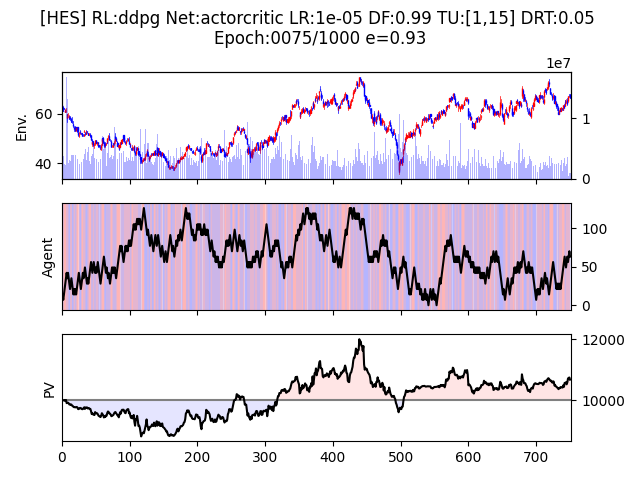 [HES] RL:ddpg Net:actorcritic LR:1e-05 DF:0.99 TU:[1,15] DRT:0.05
Epoch:0075/1000 e=0.93
1e7
Env.
60
40
1
0
Agent
100
50
0
PV
12000
10000
0
100
200
300
400
500
600
700